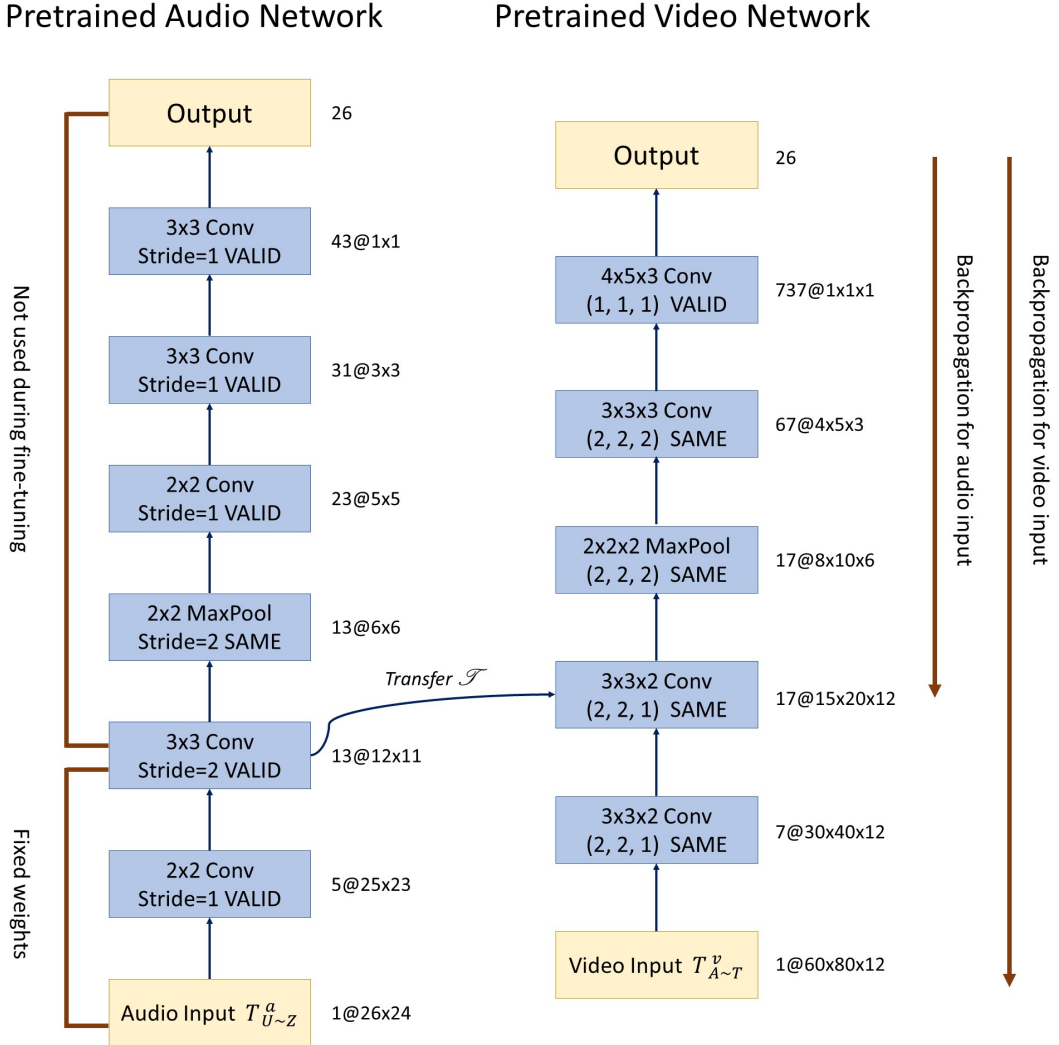 Pretrained Audio Network
Output
26
3x3 Conv
Stride=1 VALID
43@1x1
3x3 Conv
Stride=1 VALID
31@3x3
2x2 Conv
Stride=1 VALID
23@5x5
2x2 MaxPool
Stride=2 SAME
13@6x6
Transfer 𝒯
3x3 Conv
Stride=2 VALID
13@12x11
2x2 Conv
Stride=1 VALID
5@25x23
Audio Input T^a_{U~Z}
1@26x24
Not used during fine-tuning
Fixed weights
Pretrained Video Network
Output
26
4x5x3 Conv
(1, 1, 1) VALID
737@1x1x1
3x3x3 Conv
(2, 2, 2) SAME
67@4x5x3
2x2x2 MaxPool
(2, 2, 2) SAME
17@8x10x6
3x3x2 Conv
(2, 2, 1) SAME
17@15x20x12
3x3x2 Conv
(2, 2, 1) SAME
7@30x40x12
Video Input T^v_{A~T}
1@60x80x12
Backpropagation for audio input
Backpropagation for video input